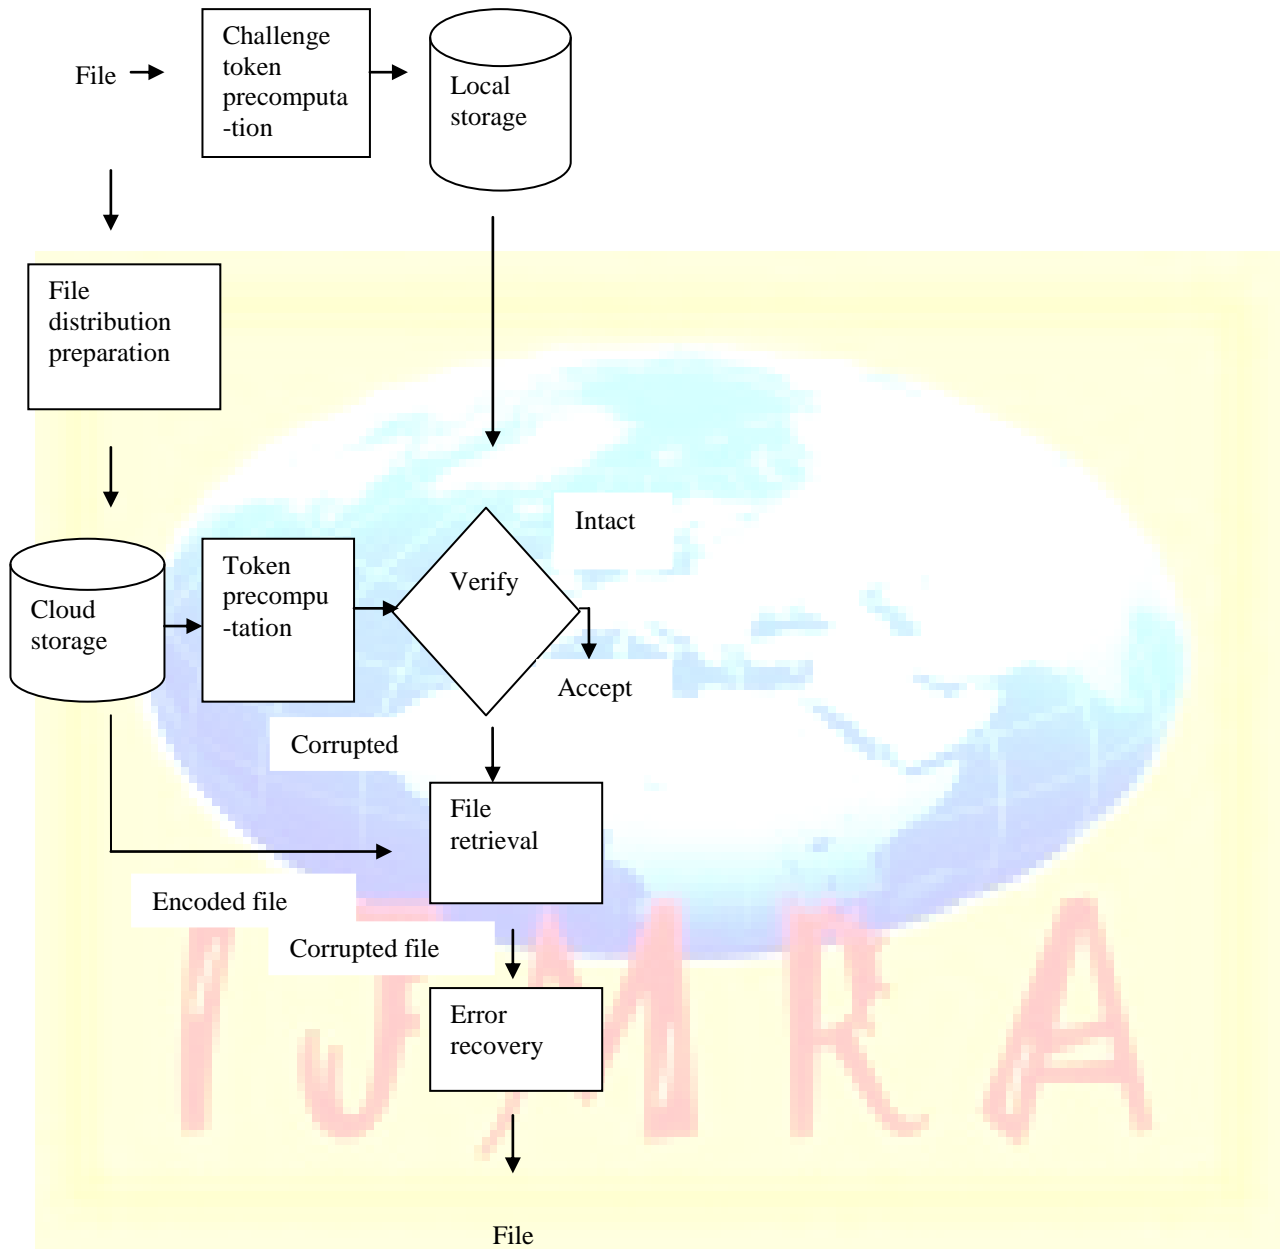 File
Challenge
token
precomputa
-tion
Local
storage
File
distribution
preparation
Intact
Cloud
storage
Token
precompu
-tation
Verify
Accept
Corrupted
File
retrieval
Encoded file
Corrupted file
Error
recovery
File
IJMRA